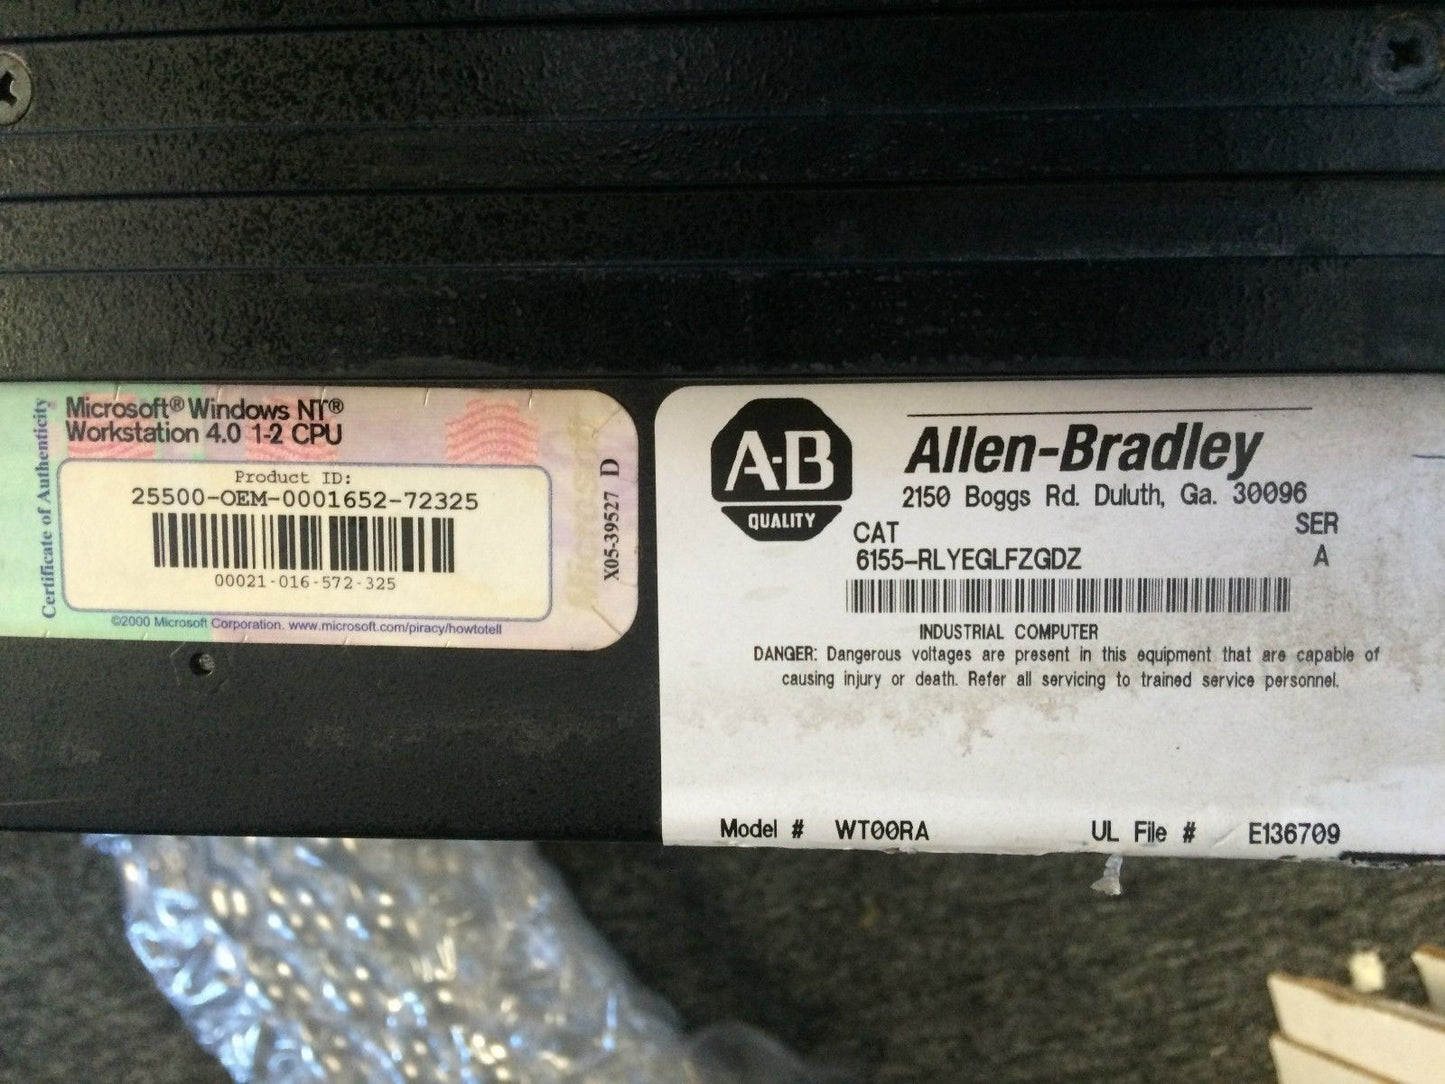 Certificate of Authenticity
Microsoft® Windows NT®
Workstation 4.0 1-2 CPU
Product ID:
25500-OEM-0001652-72325
00021-016-572-325
©2000 Microsoft Corporation. www.microsoft.com/piracy/howtotell
X05-39527 D
Microsoft
A-B
QUALITY
Allen-Bradley
2150 Boggs Rd. Duluth, Ga. 30096
CAT SER
6155-RLYEGLFZGDZ A
INDUSTRIAL COMPUTER
DANGER: Dangerous voltages are present in this equipment that are capable of
causing injury or death. Refer all servicing to trained service personnel.
Model # WT00RA UL File # E136709